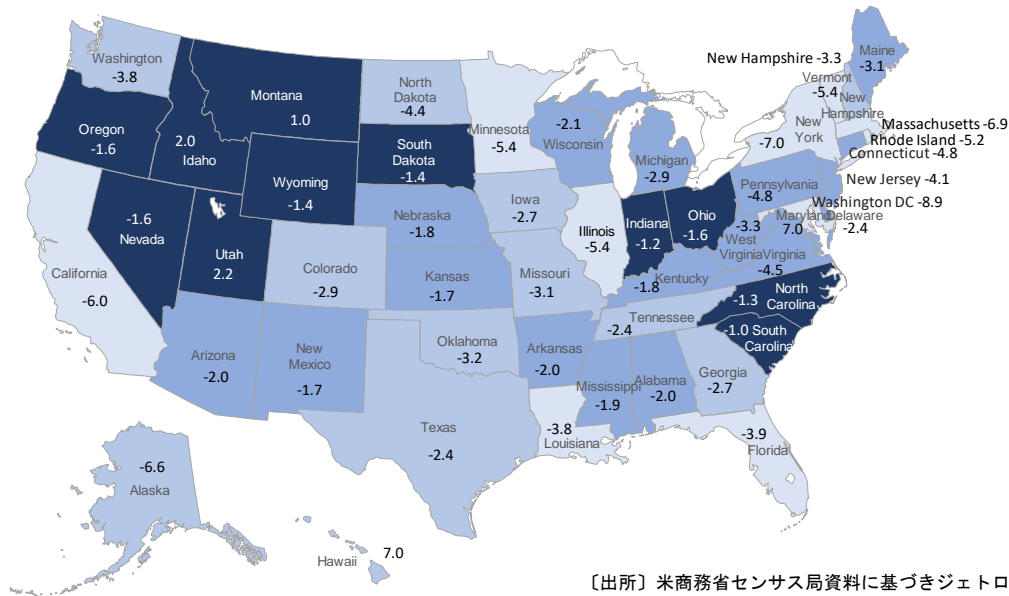 Washington
-3.8
Oregon
-1.6
Montana
1.0
2.0
Idaho
Wyoming
-1.4
North
Dakota
-4.4
South
Dakota
-1.4
Minnesota
-5.4
-2.1
Wisconsin
Michigan
-2.9
New Hampshire -3.3
Vermont
-5.4
Maine
-3.1
New
Hampshire
New
York
-7.0
Massachusetts -6.9
Rhode Island -5.2
Connecticut -4.8
New Jersey -4.1
Pennsylvania
-4.8
Washington DC -8.9
Maryland
7.0
Delaware
-2.4
-3.3
West
Virginia
Virginia
-4.5
-1.6
Nevada
Utah
2.2
California
-6.0
Colorado
-2.9
Nebraska
-1.8
Kansas
-1.7
Iowa
-2.7
Missouri
-3.1
Illinois
-5.4
Indiana
-1.2
Ohio
-1.6
Kentucky
-1.8
Tennessee
-2.4
-1.3
North
Carolina
-1.0 South
Carolina
Arizona
-2.0
New
Mexico
-1.7
Oklahoma
-3.2
Texas
-2.4
Arkansas
-2.0
Mississippi
-1.9
Alabama
-2.0
Georgia
-2.7
-3.8
Louisiana
-3.9
Florida
-6.6
Alaska
Hawaii
7.0
〔出所〕米商務省センサス局資料に基づきジェトロ